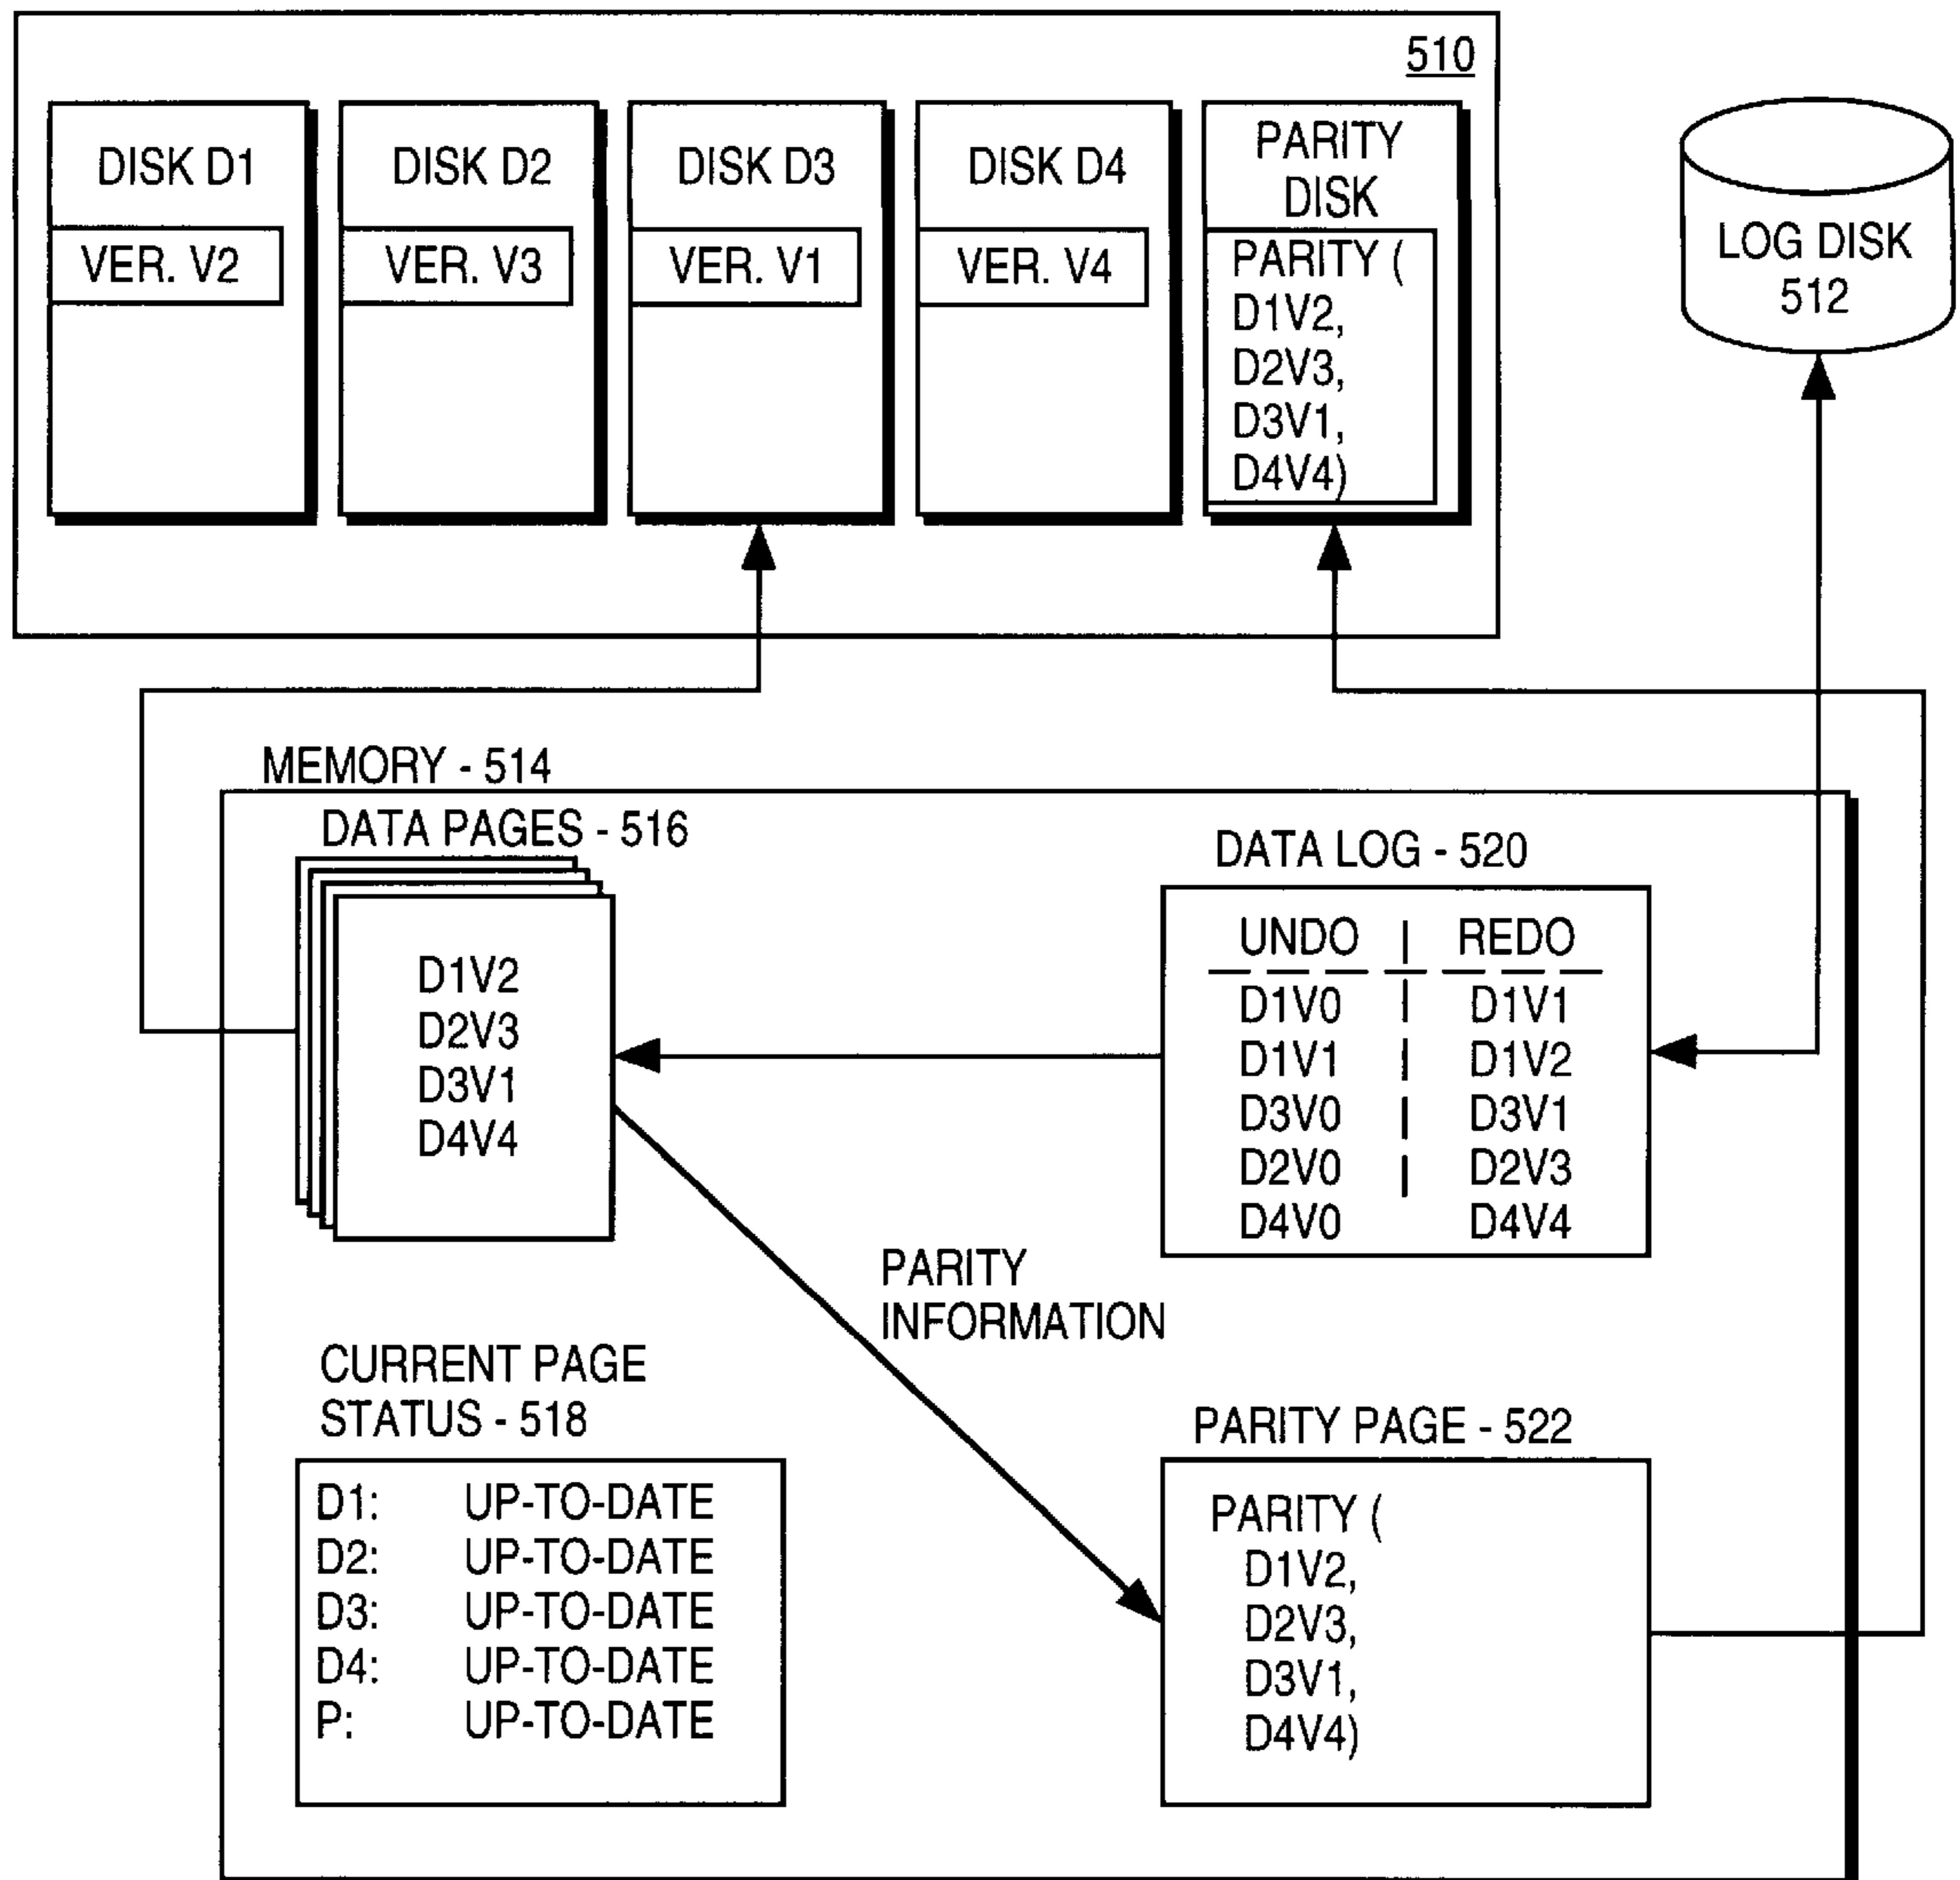 510
DISK D1
VER. V2
DISK D2
VER. V3
DISK D3
VER. V1
DISK D4
VER. V4
PARITY
DISK
PARITY (
D1V2,
D2V3,
D3V1,
D4V4)
LOG DISK
512
MEMORY - 514
DATA PAGES - 516
D1V2
D2V3
D3V1
D4V4
DATA LOG - 520
UNDO | REDO
D1V0 | D1V1
D1V1 | D1V2
D3V0 | D3V1
D2V0 | D2V3
D4V0 D4V4
PARITY
INFORMATION
CURRENT PAGE
STATUS - 518
D1: UP-TO-DATE
D2: UP-TO-DATE
D3: UP-TO-DATE
D4: UP-TO-DATE
P: UP-TO-DATE
PARITY PAGE - 522
PARITY (
D1V2,
D2V3,
D3V1,
D4V4)